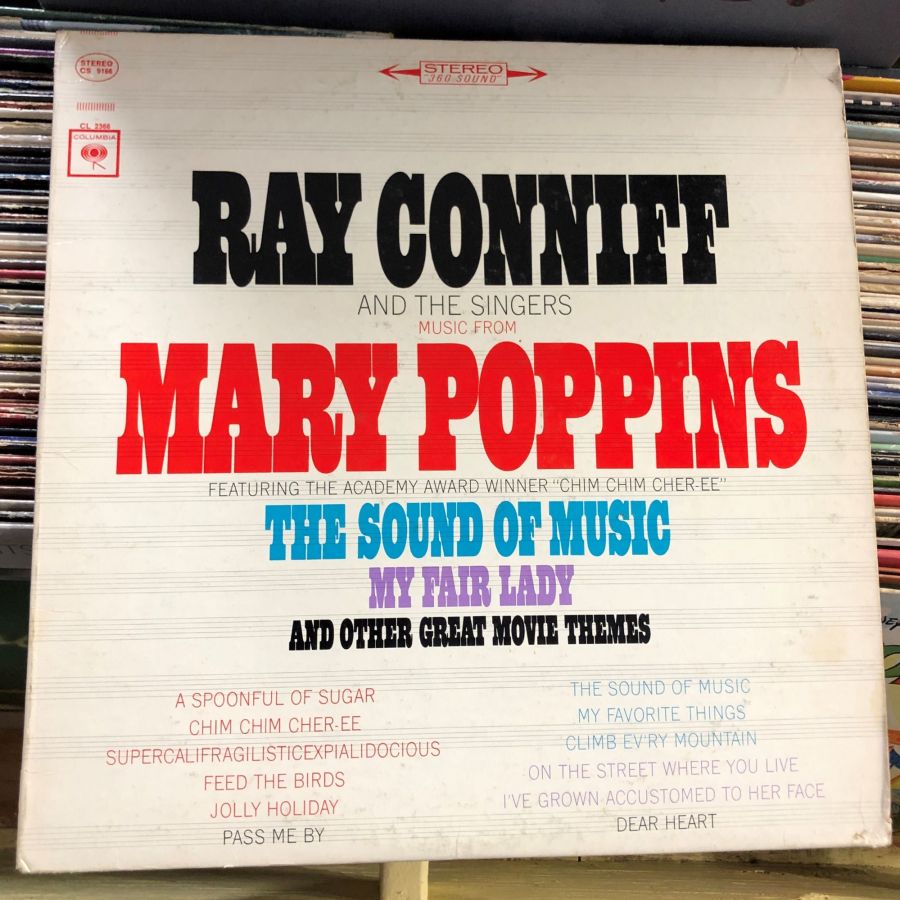 STEREO
CS 9166
STEREO
"360 SOUND"
CL 2366
COLUMBIA
RAY CONNIFF
AND THE SINGERS
MUSIC FROM
MARY POPPINS
FEATURING THE ACADEMY AWARD WINNER "CHIM CHIM CHER-EE"
THE SOUND OF MUSIC
MY FAIR LADY
AND OTHER GREAT MOVIE THEMES
A SPOONFUL OF SUGAR
CHIM CHIM CHER-EE
SUPERCALIFRAGILISTICEXPIALIDOCIOUS
FEED THE BIRDS
JOLLY HOLIDAY
PASS ME BY
THE SOUND OF MUSIC
MY FAVORITE THINGS
CLIMB EV'RY MOUNTAIN
ON THE STREET WHERE YOU LIVE
I'VE GROWN ACCUSTOMED TO HER FACE
DEAR HEART